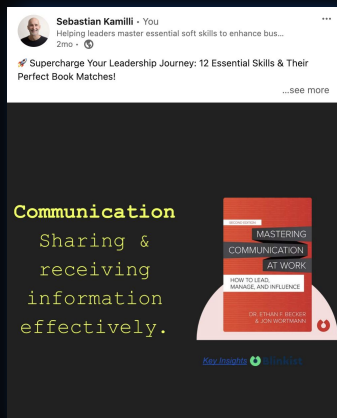 Sebastian Kamilli · You
Helping leaders master essential soft skills to enhance bus...
2mo ·
🚀 Supercharge Your Leadership Journey: 12 Essential Skills & Their
Perfect Book Matches!
...see more
Communication
Sharing &
receiving
information
effectively.
SECOND EDITION
MASTERING
COMMUNICATION
AT WORK
HOW TO LEAD,
MANAGE, AND INFLUENCE
DR. ETHAN F. BECKER
& JON WORTMANN
Key Insights Blinkist